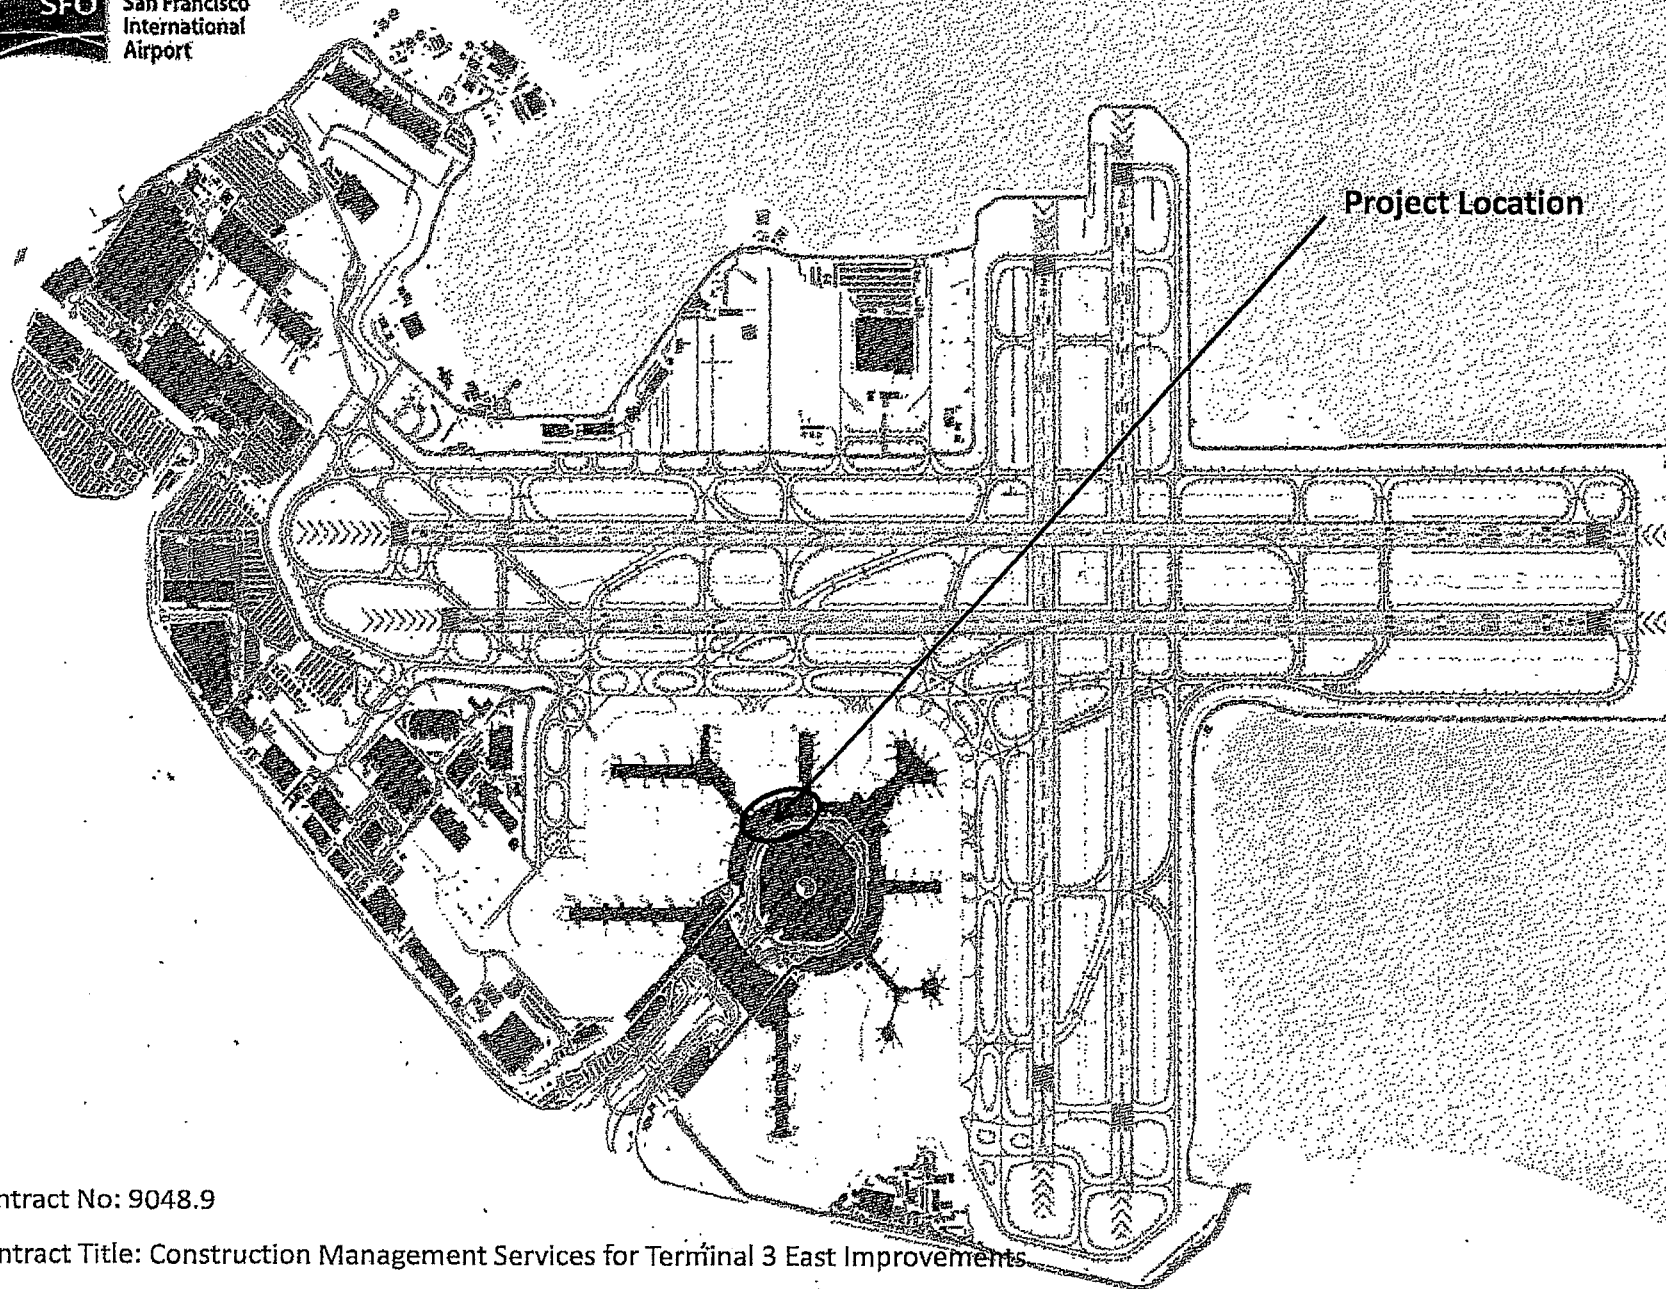 SFO
San Francisco
International
Airport
Project Location
ntract No: 9048.9
ntract Title: Construction Management Services for Terminal 3 East Improvements